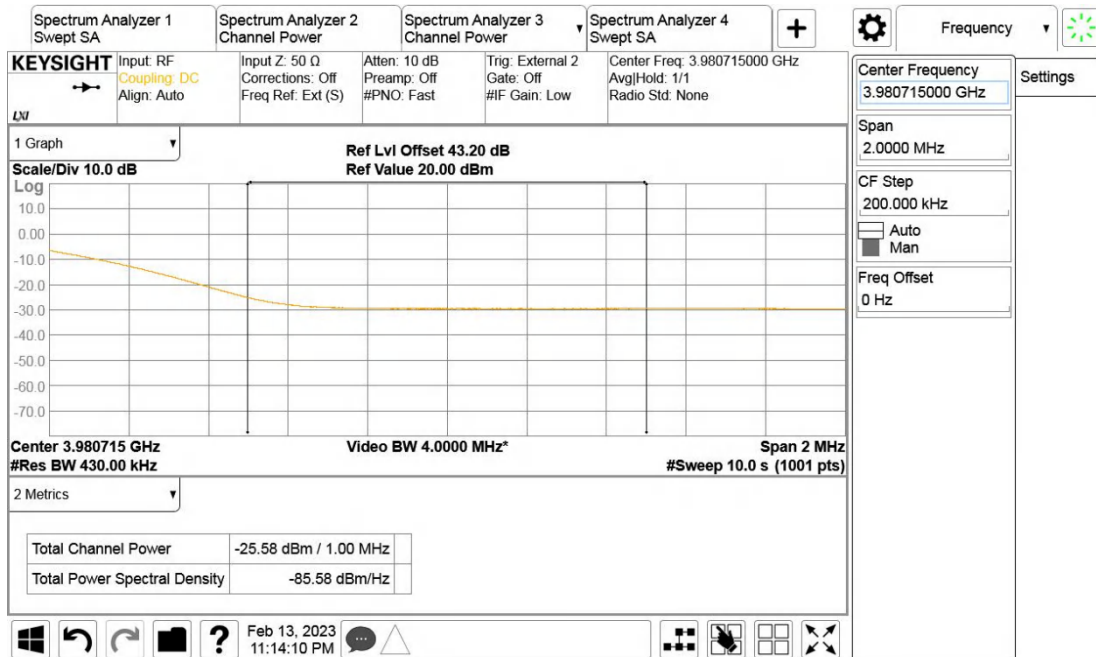 Spectrum Analyzer 1
Swept SA
Spectrum Analyzer 2
Channel Power
Spectrum Analyzer 3
Channel Power
Spectrum Analyzer 4
Swept SA
+
Frequency
KEYSIGHT
LXI
Input: RF
Coupling: DC
Align: Auto
Input Z: 50 Ω
Corrections: Off
Freq Ref: Ext (S)
Atten: 10 dB
Preamp: Off
#PNO: Fast
Trig: External 2
Gate: Off
#IF Gain: Low
Center Freq: 3.980715000 GHz
Avg|Hold: 1/1
Radio Std: None
Center Frequency
3.980715000 GHz
Settings
Span
2.0000 MHz
CF Step
200.000 kHz
Auto
Man
Freq Offset
0 Hz
1 Graph
Scale/Div 10.0 dB
Ref Lvl Offset 43.20 dB
Ref Value 20.00 dBm
Log
10.0
0.00
-10.0
-20.0
-30.0
-40.0
-50.0
-60.0
-70.0
Center 3.980715 GHz
Video BW 4.0000 MHz*
Span 2 MHz
#Res BW 430.00 kHz
#Sweep 10.0 s (1001 pts)
2 Metrics
Total Channel Power -25.58 dBm / 1.00 MHz
Total Power Spectral Density -85.58 dBm/Hz
?
Feb 13, 2023
11:14:10 PM